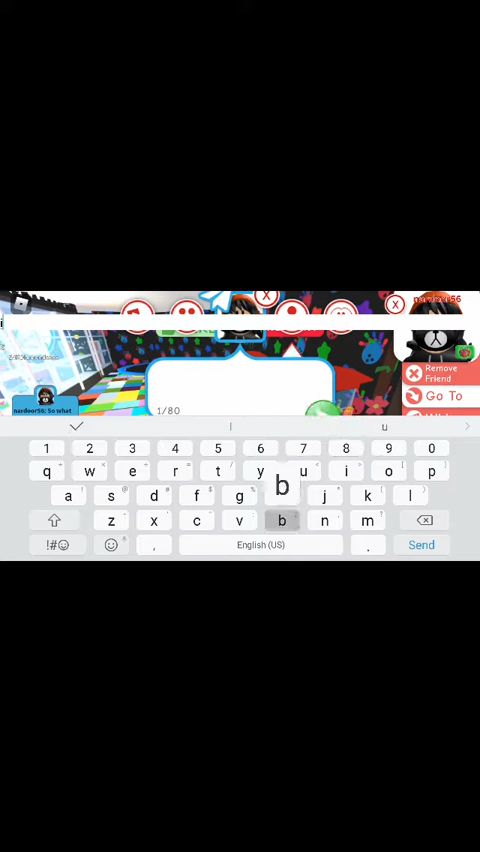 nardoor56
i
X
X
Remove
Friend
Go To
nardoor56: So what
1/80
l
u
1 2 3 4 5 6 7 8 9 0
q w e r t y u i o p
b
a s d f g j k l
z x c v b n m
!#☺ , English (US) . Send